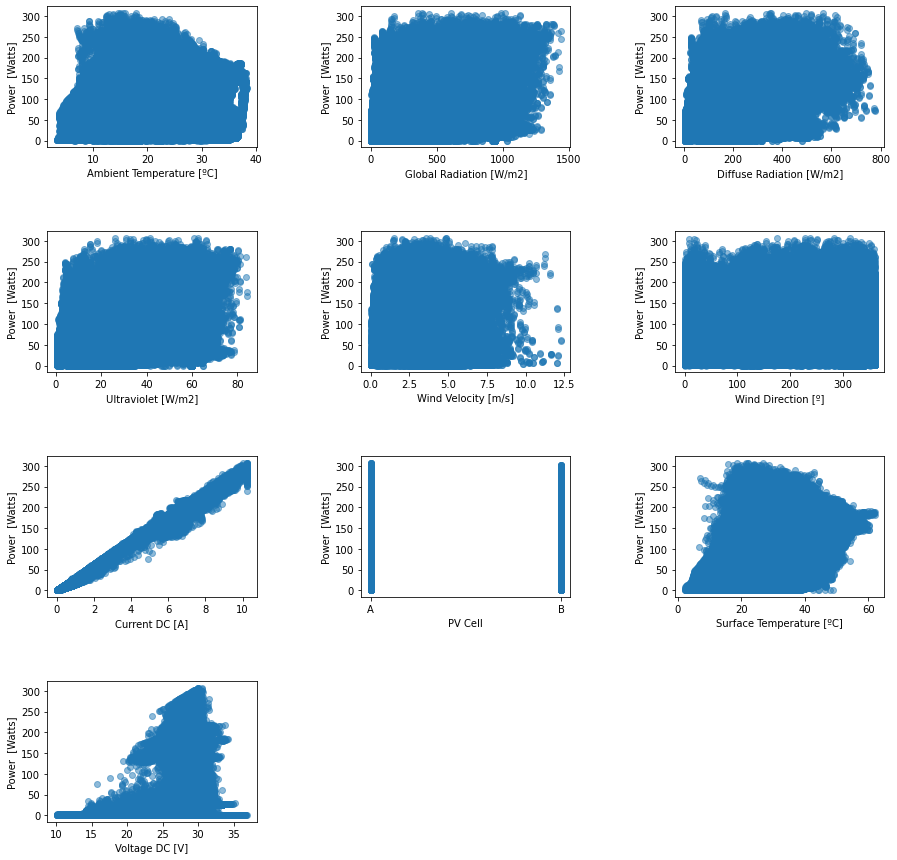 Power  [Watts]
300
250
200
150
100
50
0
10 20 30 40
Ambient Temperature [ºC]
Power  [Watts]
300
250
200
150
100
50
0
0 500 1000 1500
Global Radiation [W/m2]
Power  [Watts]
300
250
200
150
100
50
0
0 200 400 600 800
Diffuse Radiation [W/m2]
Power  [Watts]
300
250
200
150
100
50
0
0 20 40 60 80
Ultraviolet [W/m2]
Power  [Watts]
300
250
200
150
100
50
0
0.0 2.5 5.0 7.5 10.0 12.5
Wind Velocity [m/s]
Power  [Watts]
300
250
200
150
100
50
0
0 100 200 300
Wind Direction [º]
Power  [Watts]
300
250
200
150
100
50
0
0 2 4 6 8 10
Current DC [A]
Power  [Watts]
300
250
200
150
100
50
0
A B
PV Cell
Power  [Watts]
300
250
200
150
100
50
0
0 20 40 60
Surface Temperature [ºC]
Power  [Watts]
300
250
200
150
100
50
0
10 15 20 25 30 35
Voltage DC [V]